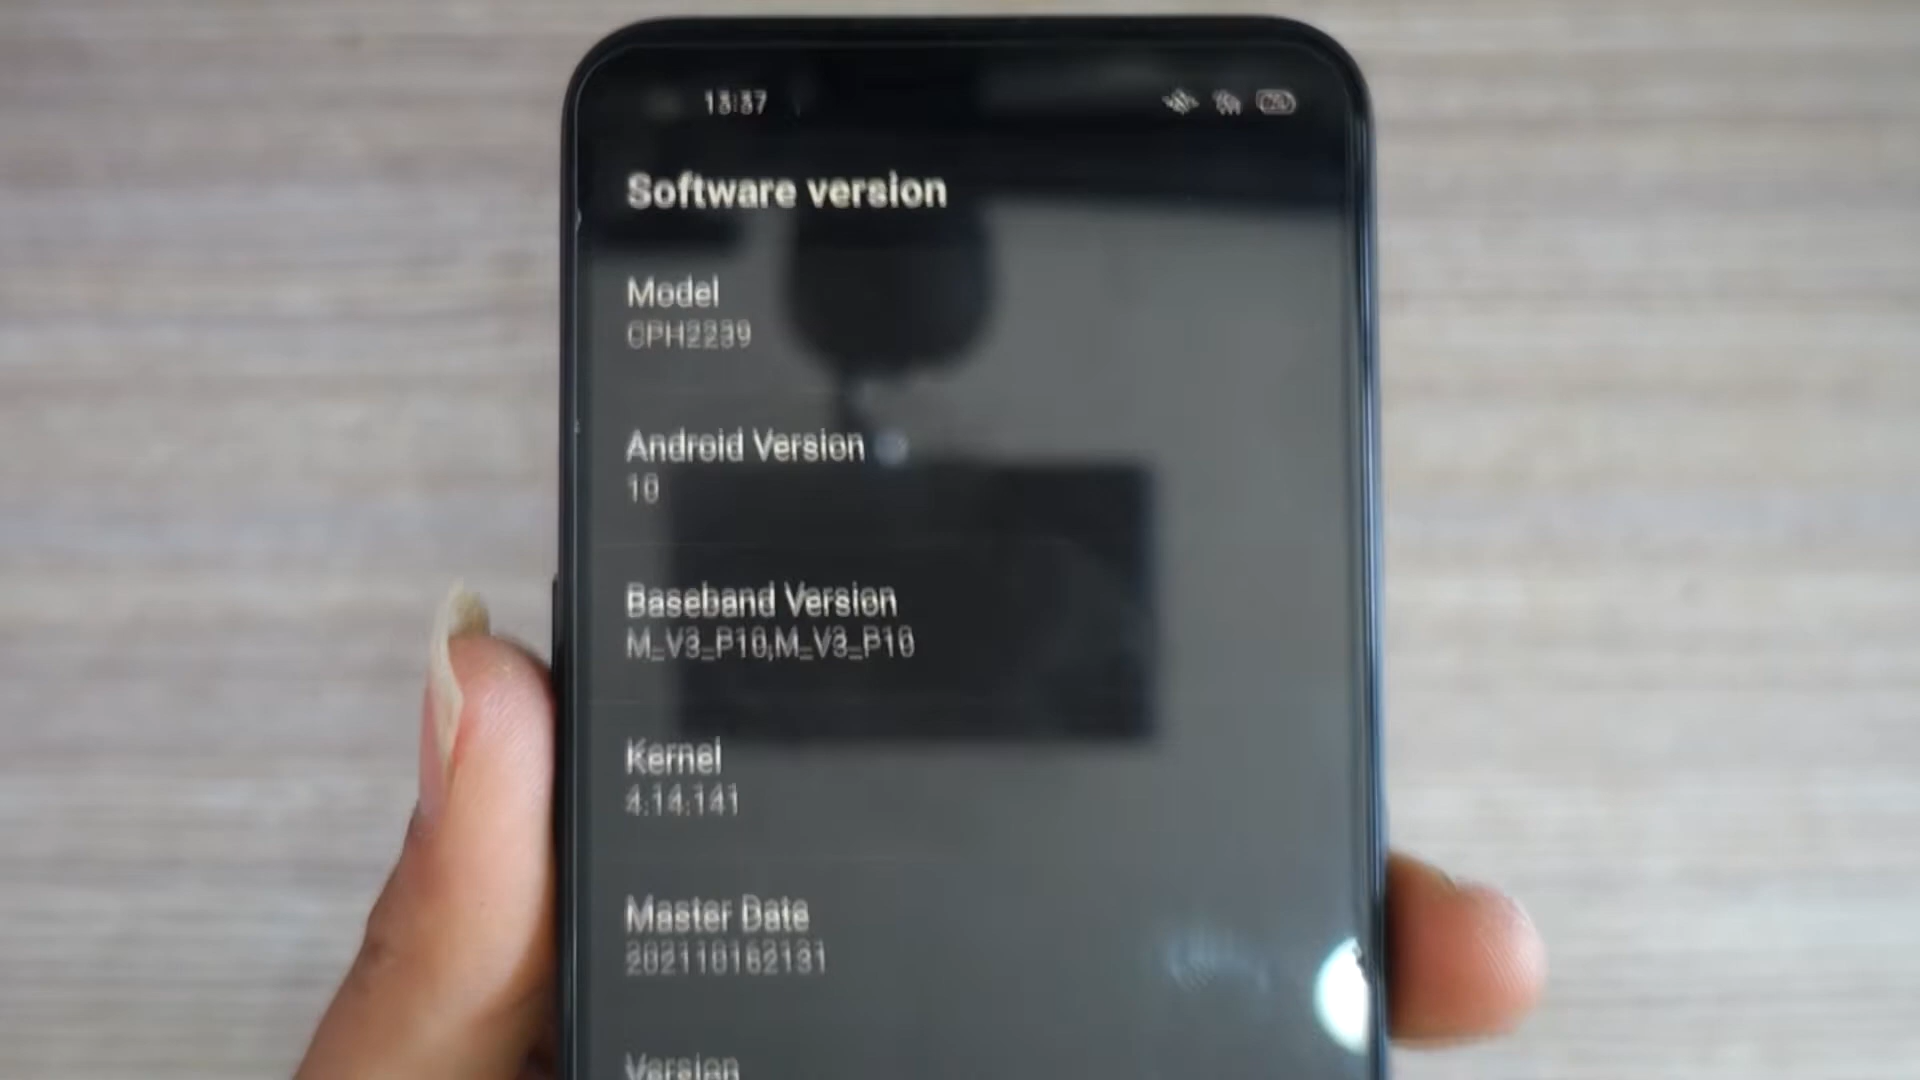 13:37
Software version
Model
CPH2239
Android Version
10
Baseband Version
M_V3_P10,M_V3_P10
Kernel
4.14.141
Master Date
202110162131
Version